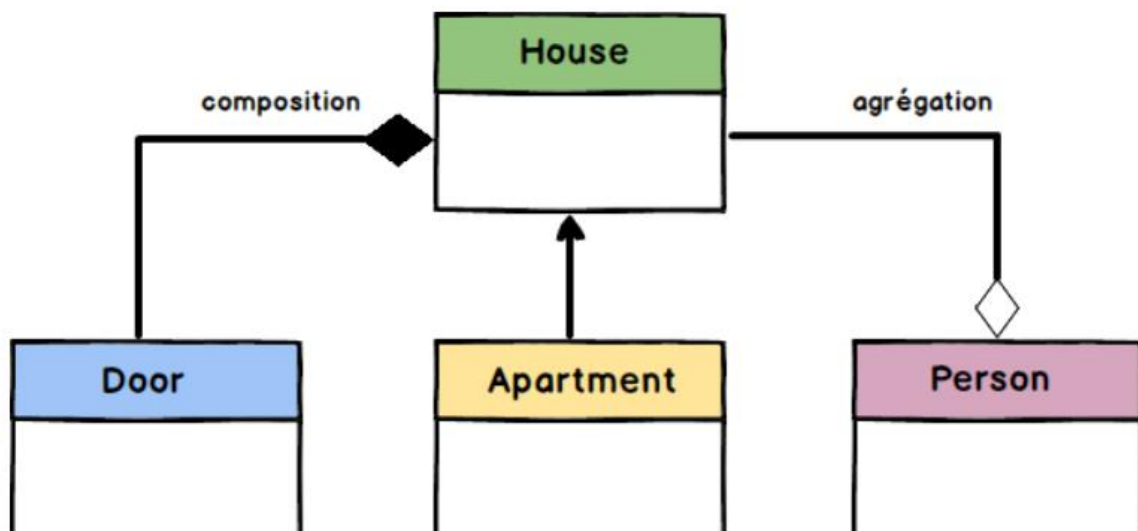 House
composition
agrégation
Door
Apartment
Person